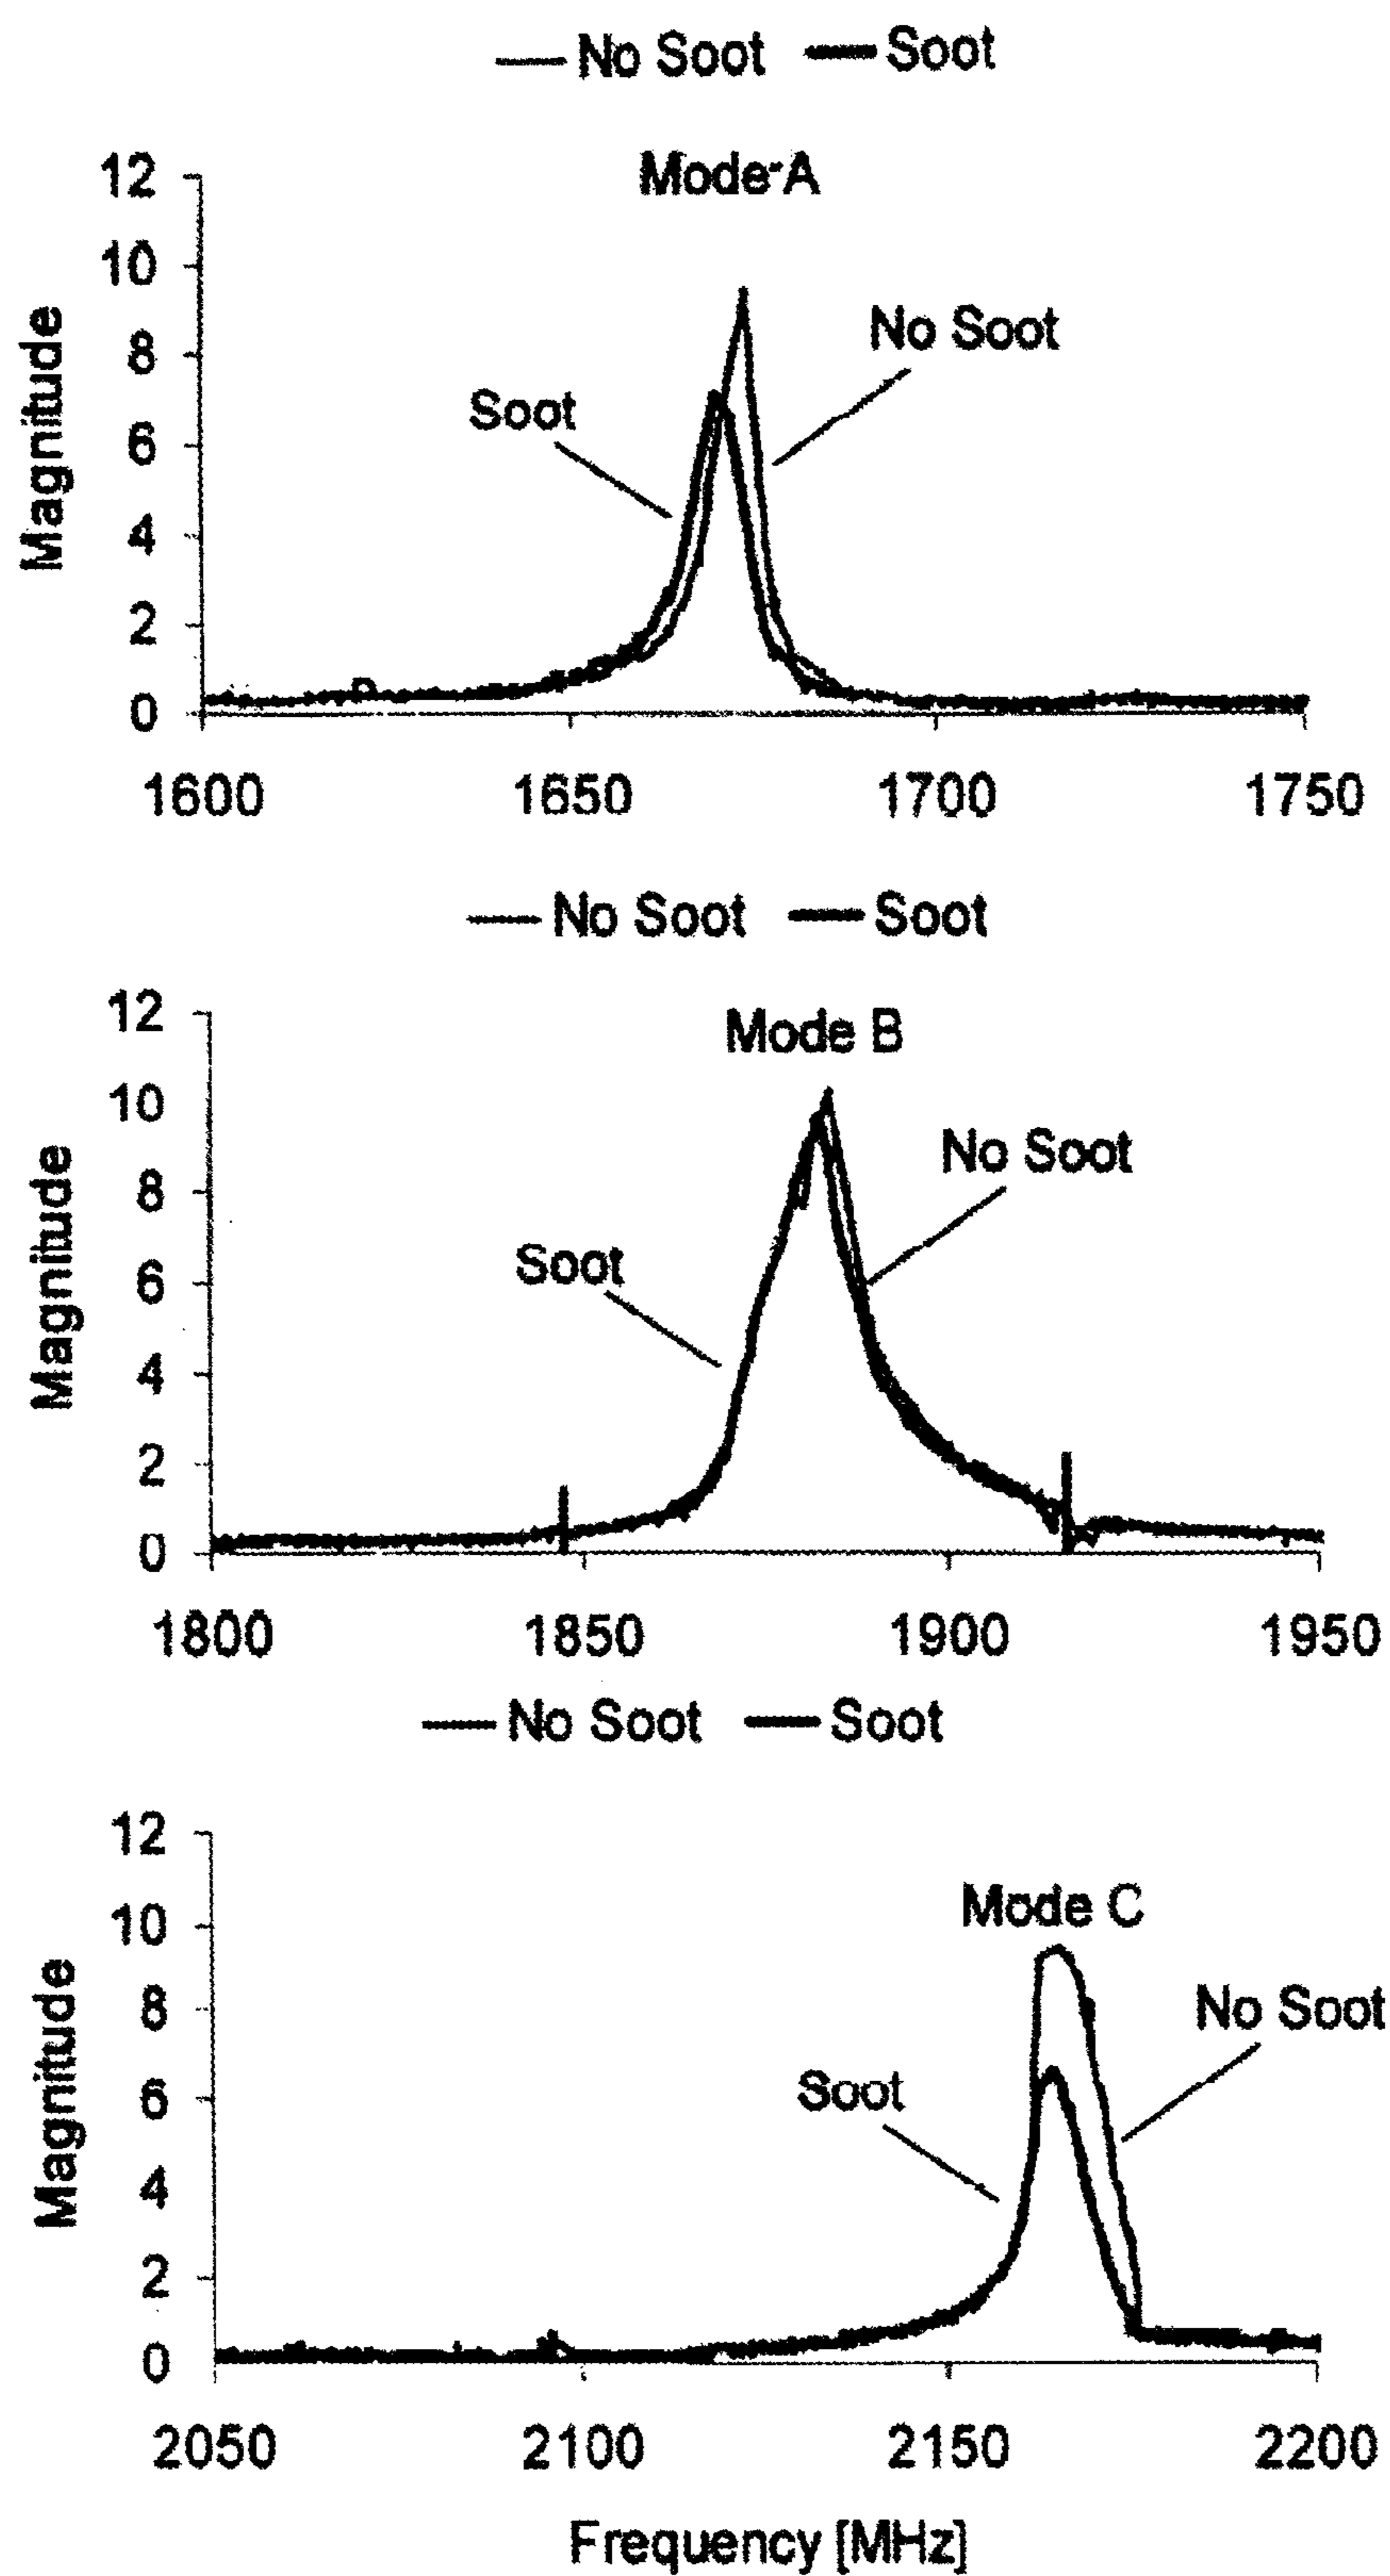 No Soot Soot
Mode A
12
10
8
6
4
2
0
Magnitude
Soot
No Soot
1600 1650 1700 1750
No Soot Soot
Mode B
12
10
8
6
4
2
0
Magnitude
Soot
No Soot
1800 1850 1900 1950
No Soot Soot
Mode C
12
10
8
6
4
2
0
Magnitude
Soot
No Soot
2050 2100 2150 2200
Frequency [MHz]